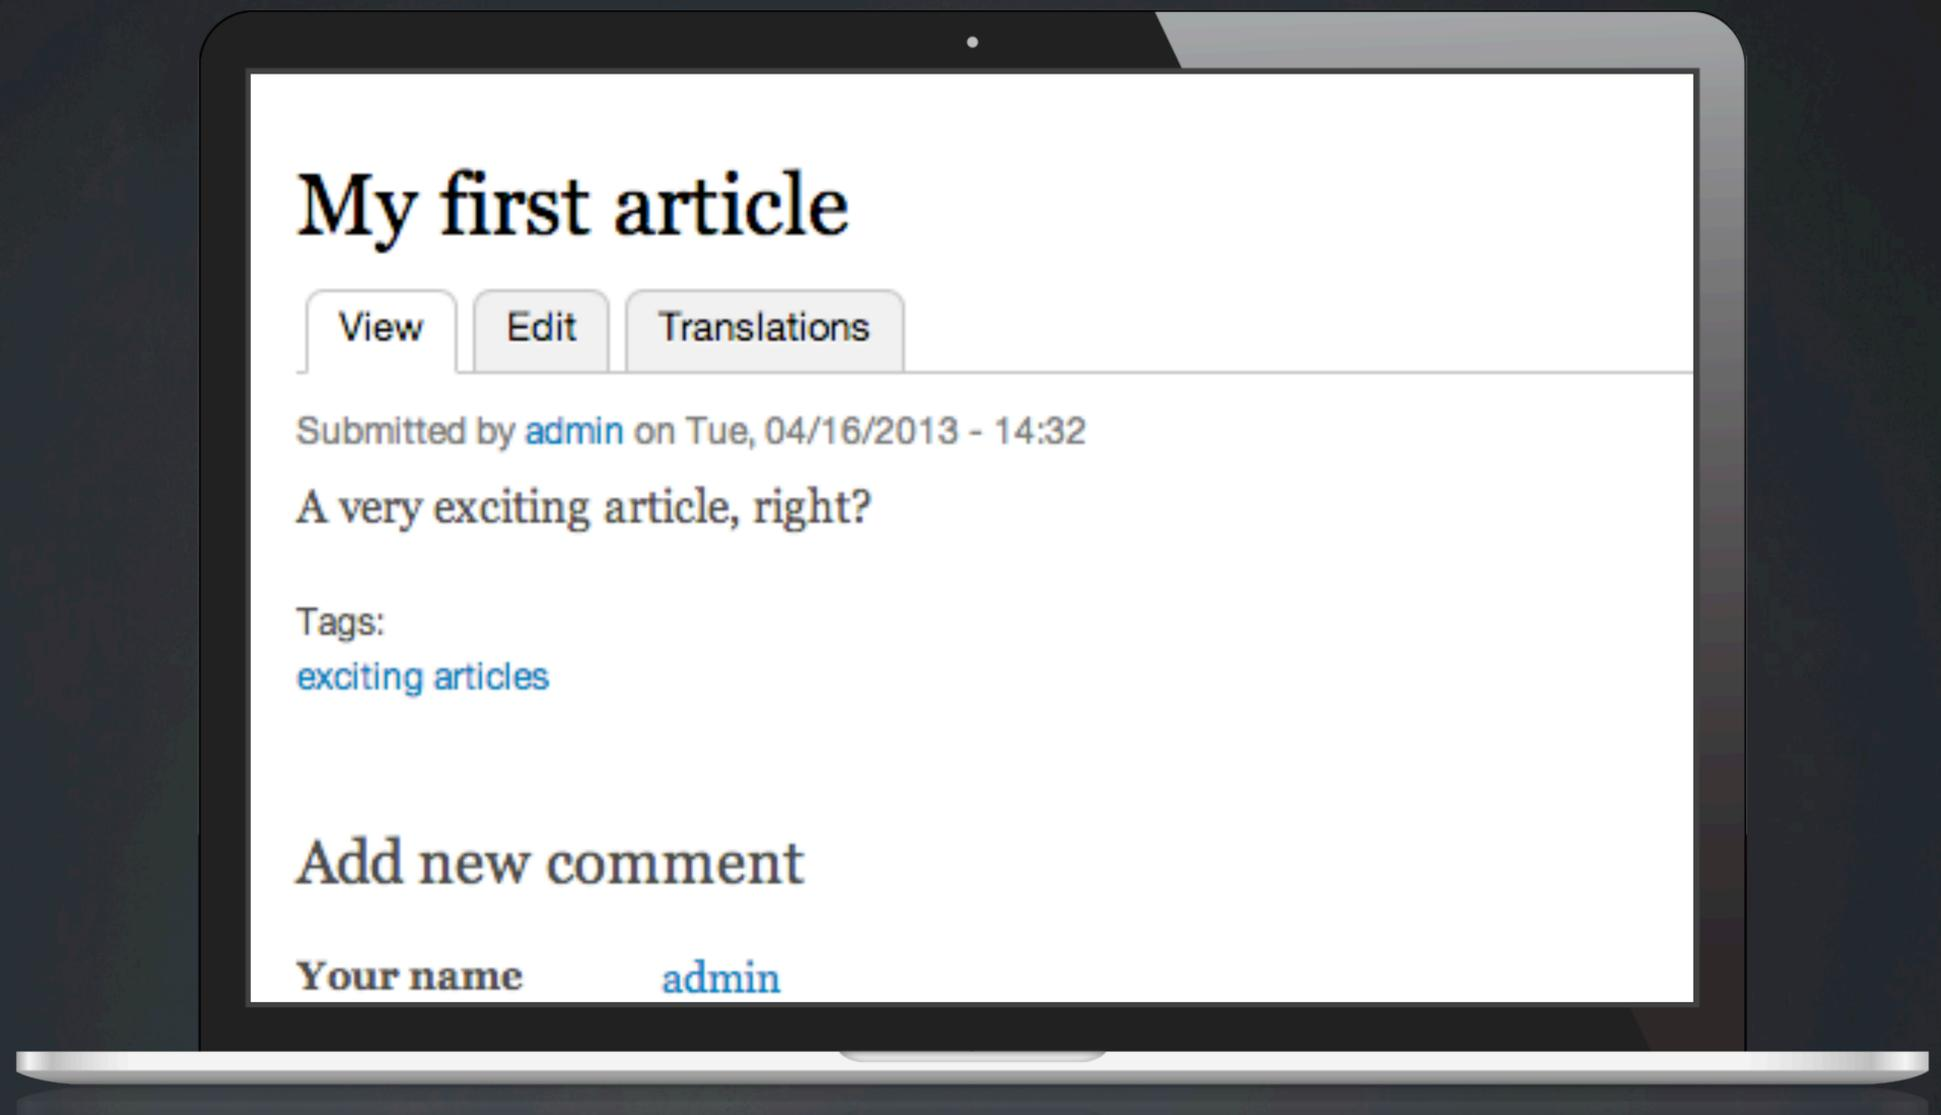 My first article
View Edit Translations
Submitted by admin on Tue, 04/16/2013 - 14:32
A very exciting article, right?
Tags:
exciting articles
Add new comment
Your name admin